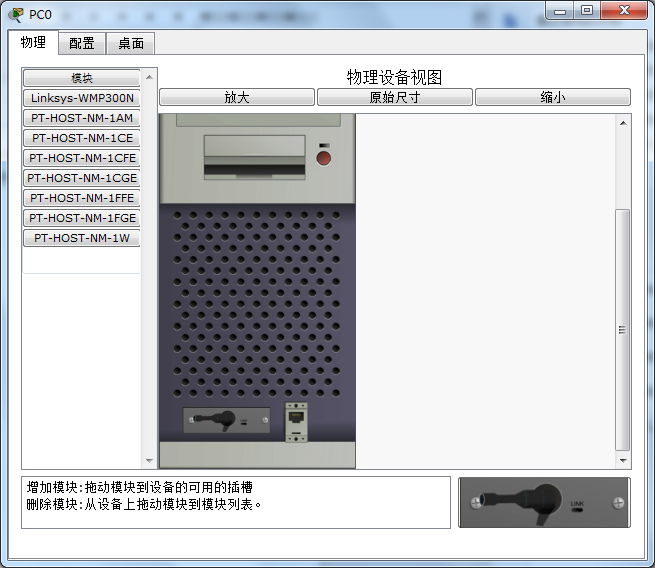 PC0
物理
配置
桌面
模块
Linksys-WMP300N
PT-HOST-NM-1AM
PT-HOST-NM-1CE
PT-HOST-NM-1CFE
PT-HOST-NM-1CGE
PT-HOST-NM-1FFE
PT-HOST-NM-1FGE
PT-HOST-NM-1W
物理设备视图
放大
原始尺寸
缩小
增加模块:拖动模块到设备的可用的插槽
删除模块:从设备上拖动模块到模块列表。
LINK